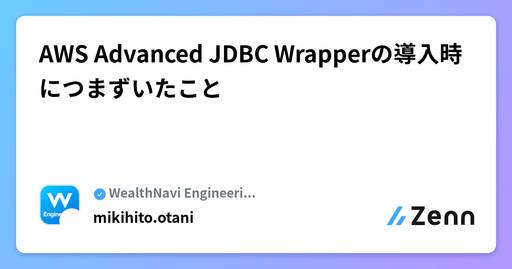 AWS Advanced JDBC Wrapperの導入時
につまずいたこと
W
Engine
WealthNavi Engineeri...
mikihito.otani
Zenn